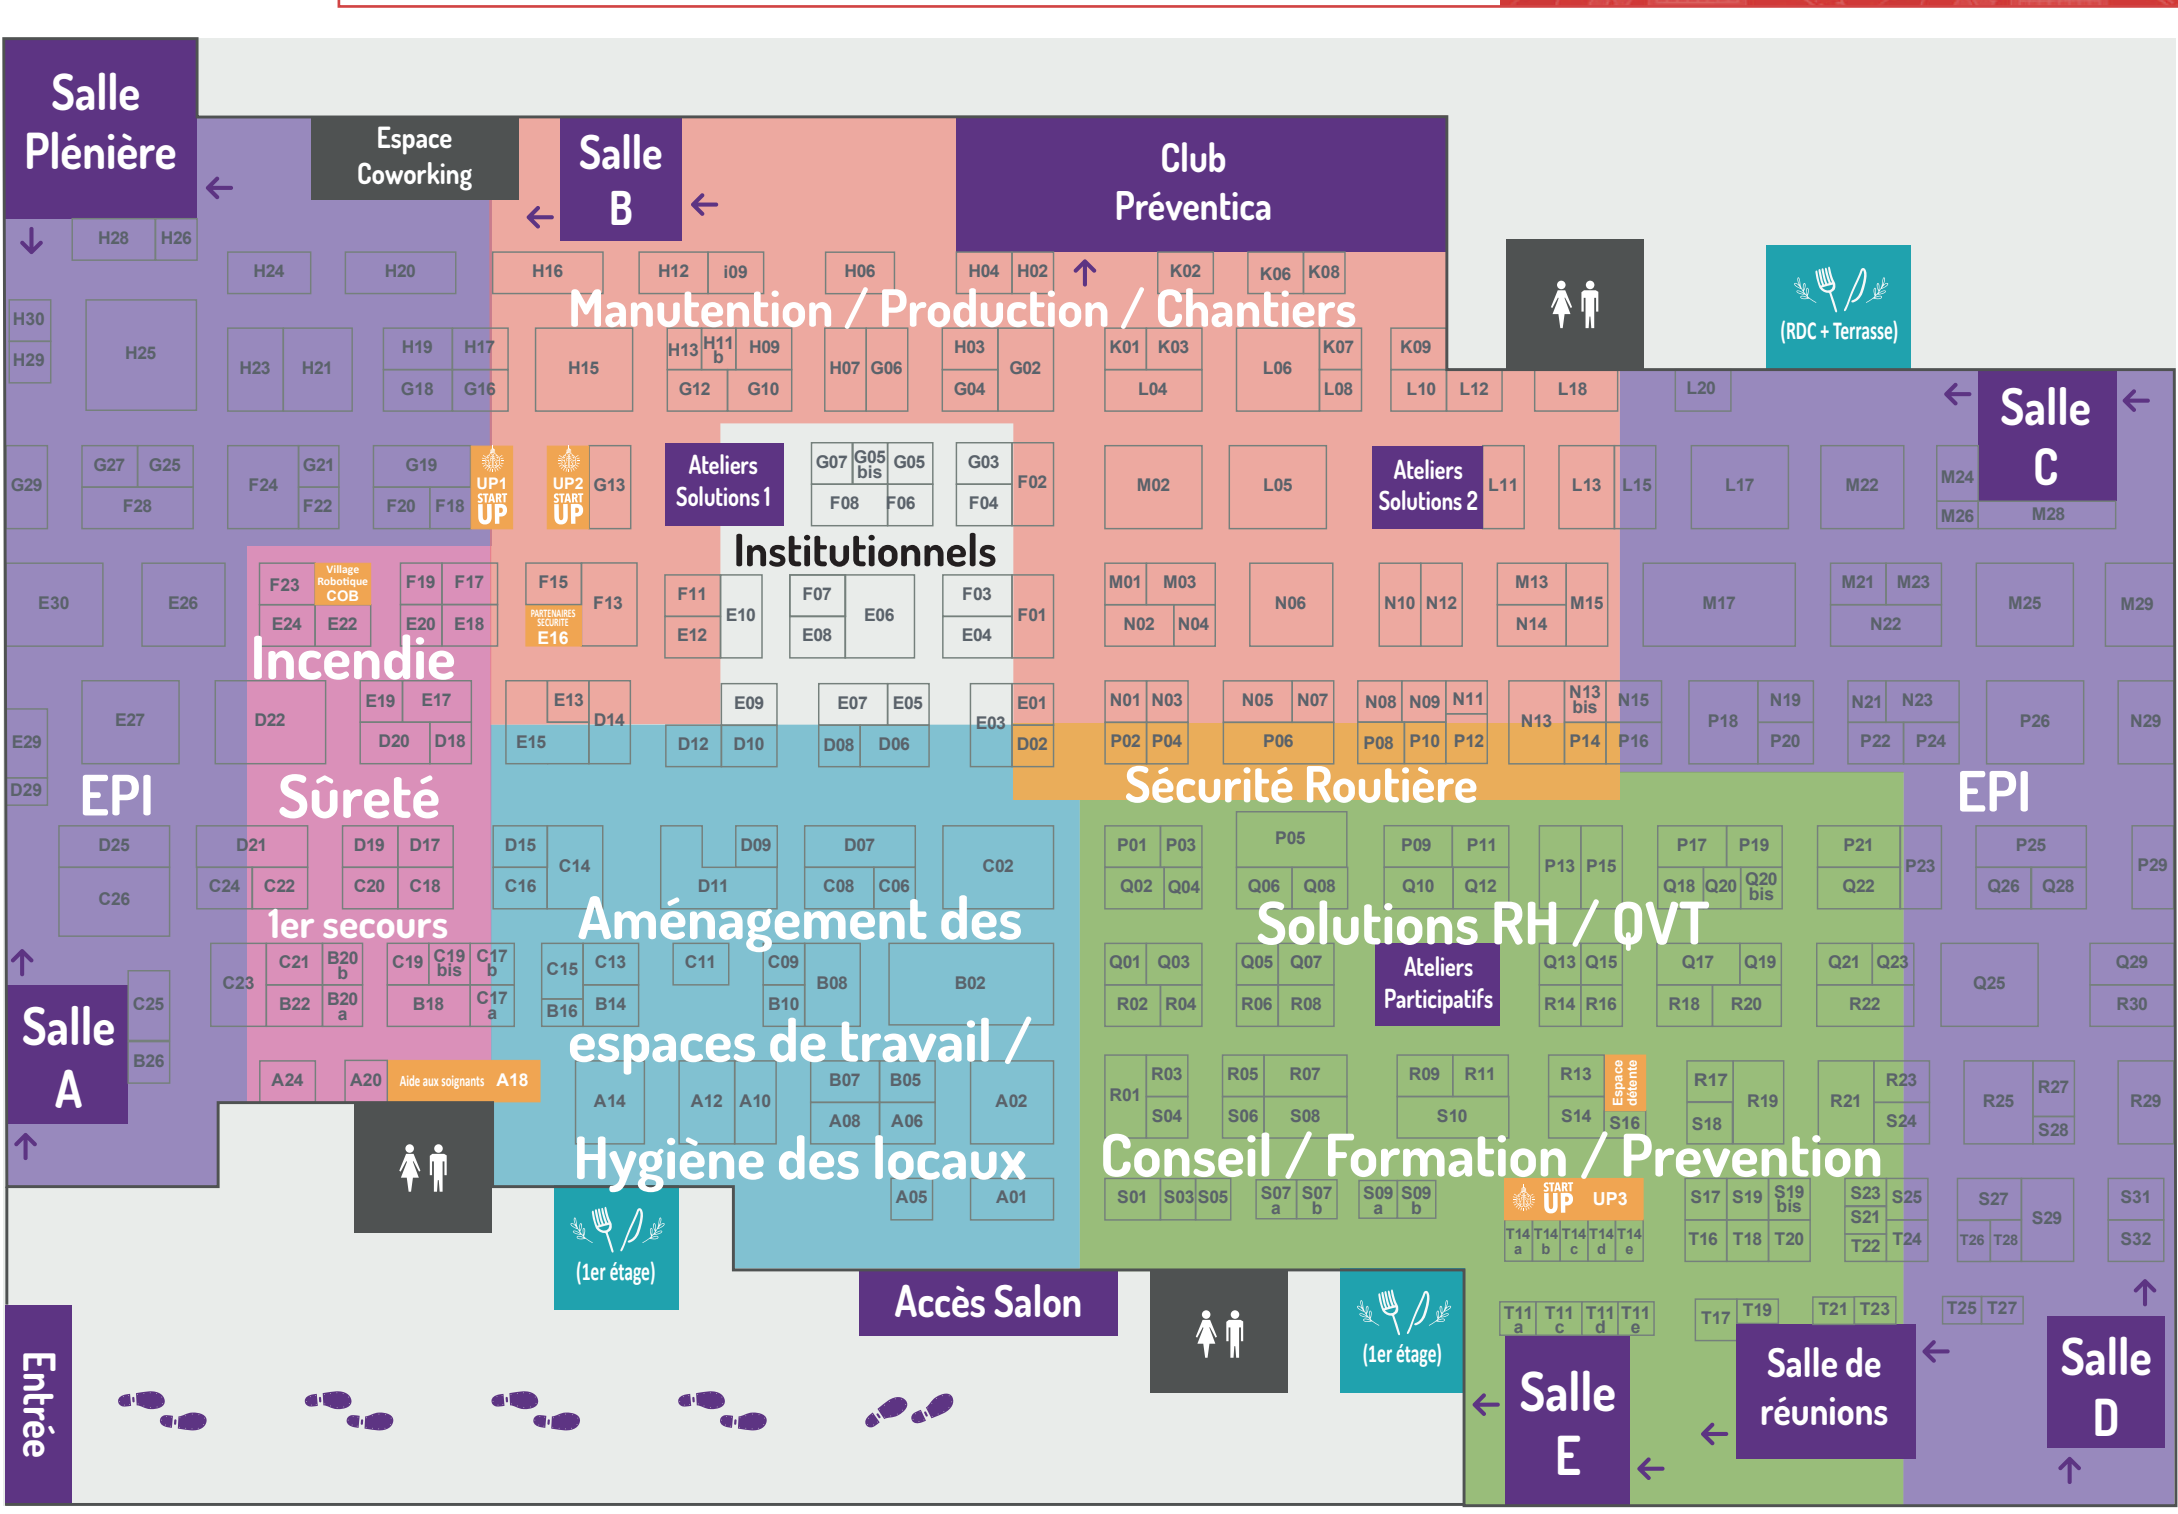 Salle
Plénière
Espace
Coworking
Salle
B
Club
Préventica
H28 H26
H24 H20 H16 H12 i09 H06 H04 H02 K02 K06 K08
(RDC + Terrasse)
Manutention / Production / Chantiers
H30
H29
H25
H23 H21
H19 H17
G18 G16
H15
H13 H11 b H09
G12 G10
H07 G06
H03
G04
G02
K01 K03
L04
L06
K07
L08
K09
L10 L12
L18
L20
Salle
C
G29
G27 G25
F28
F24
G21
F22
G19
F20 F18
UP1
START
UP
UP2
START
UP
G13
Ateliers
Solutions 1
G07 G05 bis G05
F08 F06
G03
F04
F02
M02
L05
Ateliers
Solutions 2
L11
L13 L15
L17
M22
M24
M26
M28
Institutionnels
E30
E26
F23
Village
Robotique
COB
E24 E22
F19 F17
E20 E18
F15
PARTENAIRES
SECURITE
E16
F13
F11
E12
E10
F07
E08
E06
F03
E04
F01
M01 M03
N02 N04
N06
N10 N12
M13
N14
M15
M17
M21 M23
N22
M25
M29
Incendie
E29
D29
E27
D22
E19 E17
D20 D18
E13
E15
D14
E09
D12 D10
E07 E05
D08 D06
E03
E01
D02
N01 N03
P02 P04
N05 N07
P06
N08 N09 N11
P08 P10 P12
N13
N13
bis
P14
N15
P16
P18
N19
P20
N21 N23
P22 P24
P26
N29
EPI
Sûreté
Sécurité Routière
EPI
D25
C26
D21
C24 C22
D19 D17
C20 C18
D15
C16
C14
D09
D11
D07
C08 C06
C02
P01 P03
Q02 Q04
P05
Q06 Q08
P09 P11
Q10 Q12
P13 P15
P17 P19
Q18 Q20 Q20 bis
P21
Q22
P23
P25
Q26 Q28
P29
1er secours
Aménagement des
Solutions RH / QVT
Salle
A
C25
B26
C23
C21 B20 b
B22 B20 a
C19 C19 bis C17 b
B18 C17 a
C15
B16
C13
B14
C11
C09
B10
B08
B02
Q01 Q03
R02 R04
Q05 Q07
R06 R08
Ateliers
Participatifs
Q13 Q15
R14 R16
Q17 Q19
R18 R20
Q21 Q23
R22
Q25
Q29
R30
espaces de travail /
A24
A20
Aide aux soignants A18
A14
A12 A10
B07 B05
A08 A06
A02
R01
R03
S04
R05 R07
S06 S08
R09 R11
S10
R13
S14
Espace
détente
S16
R17
S18
R19
R21
R23
S24
R25
R27
S28
R29
Hygiène des locaux
Conseil / Formation / Prevention
A05
A01
S01 S03 S05
S07 a S07 b
S09 a S09 b
START
UP
UP3
T14 a T14 b T14 c T14 d T14 e
S17 S19 S19 bis
T16 T18 T20
S23 S25
S21
T22 T24
S27
T26 T28
S29
S31
S32
(1er étage)
Accès Salon
(1er étage)
T11 a T11 c T11 d T11 e
T17 T19
T21 T23
T25 T27
Entrée
Salle
E
Salle de
réunions
Salle
D